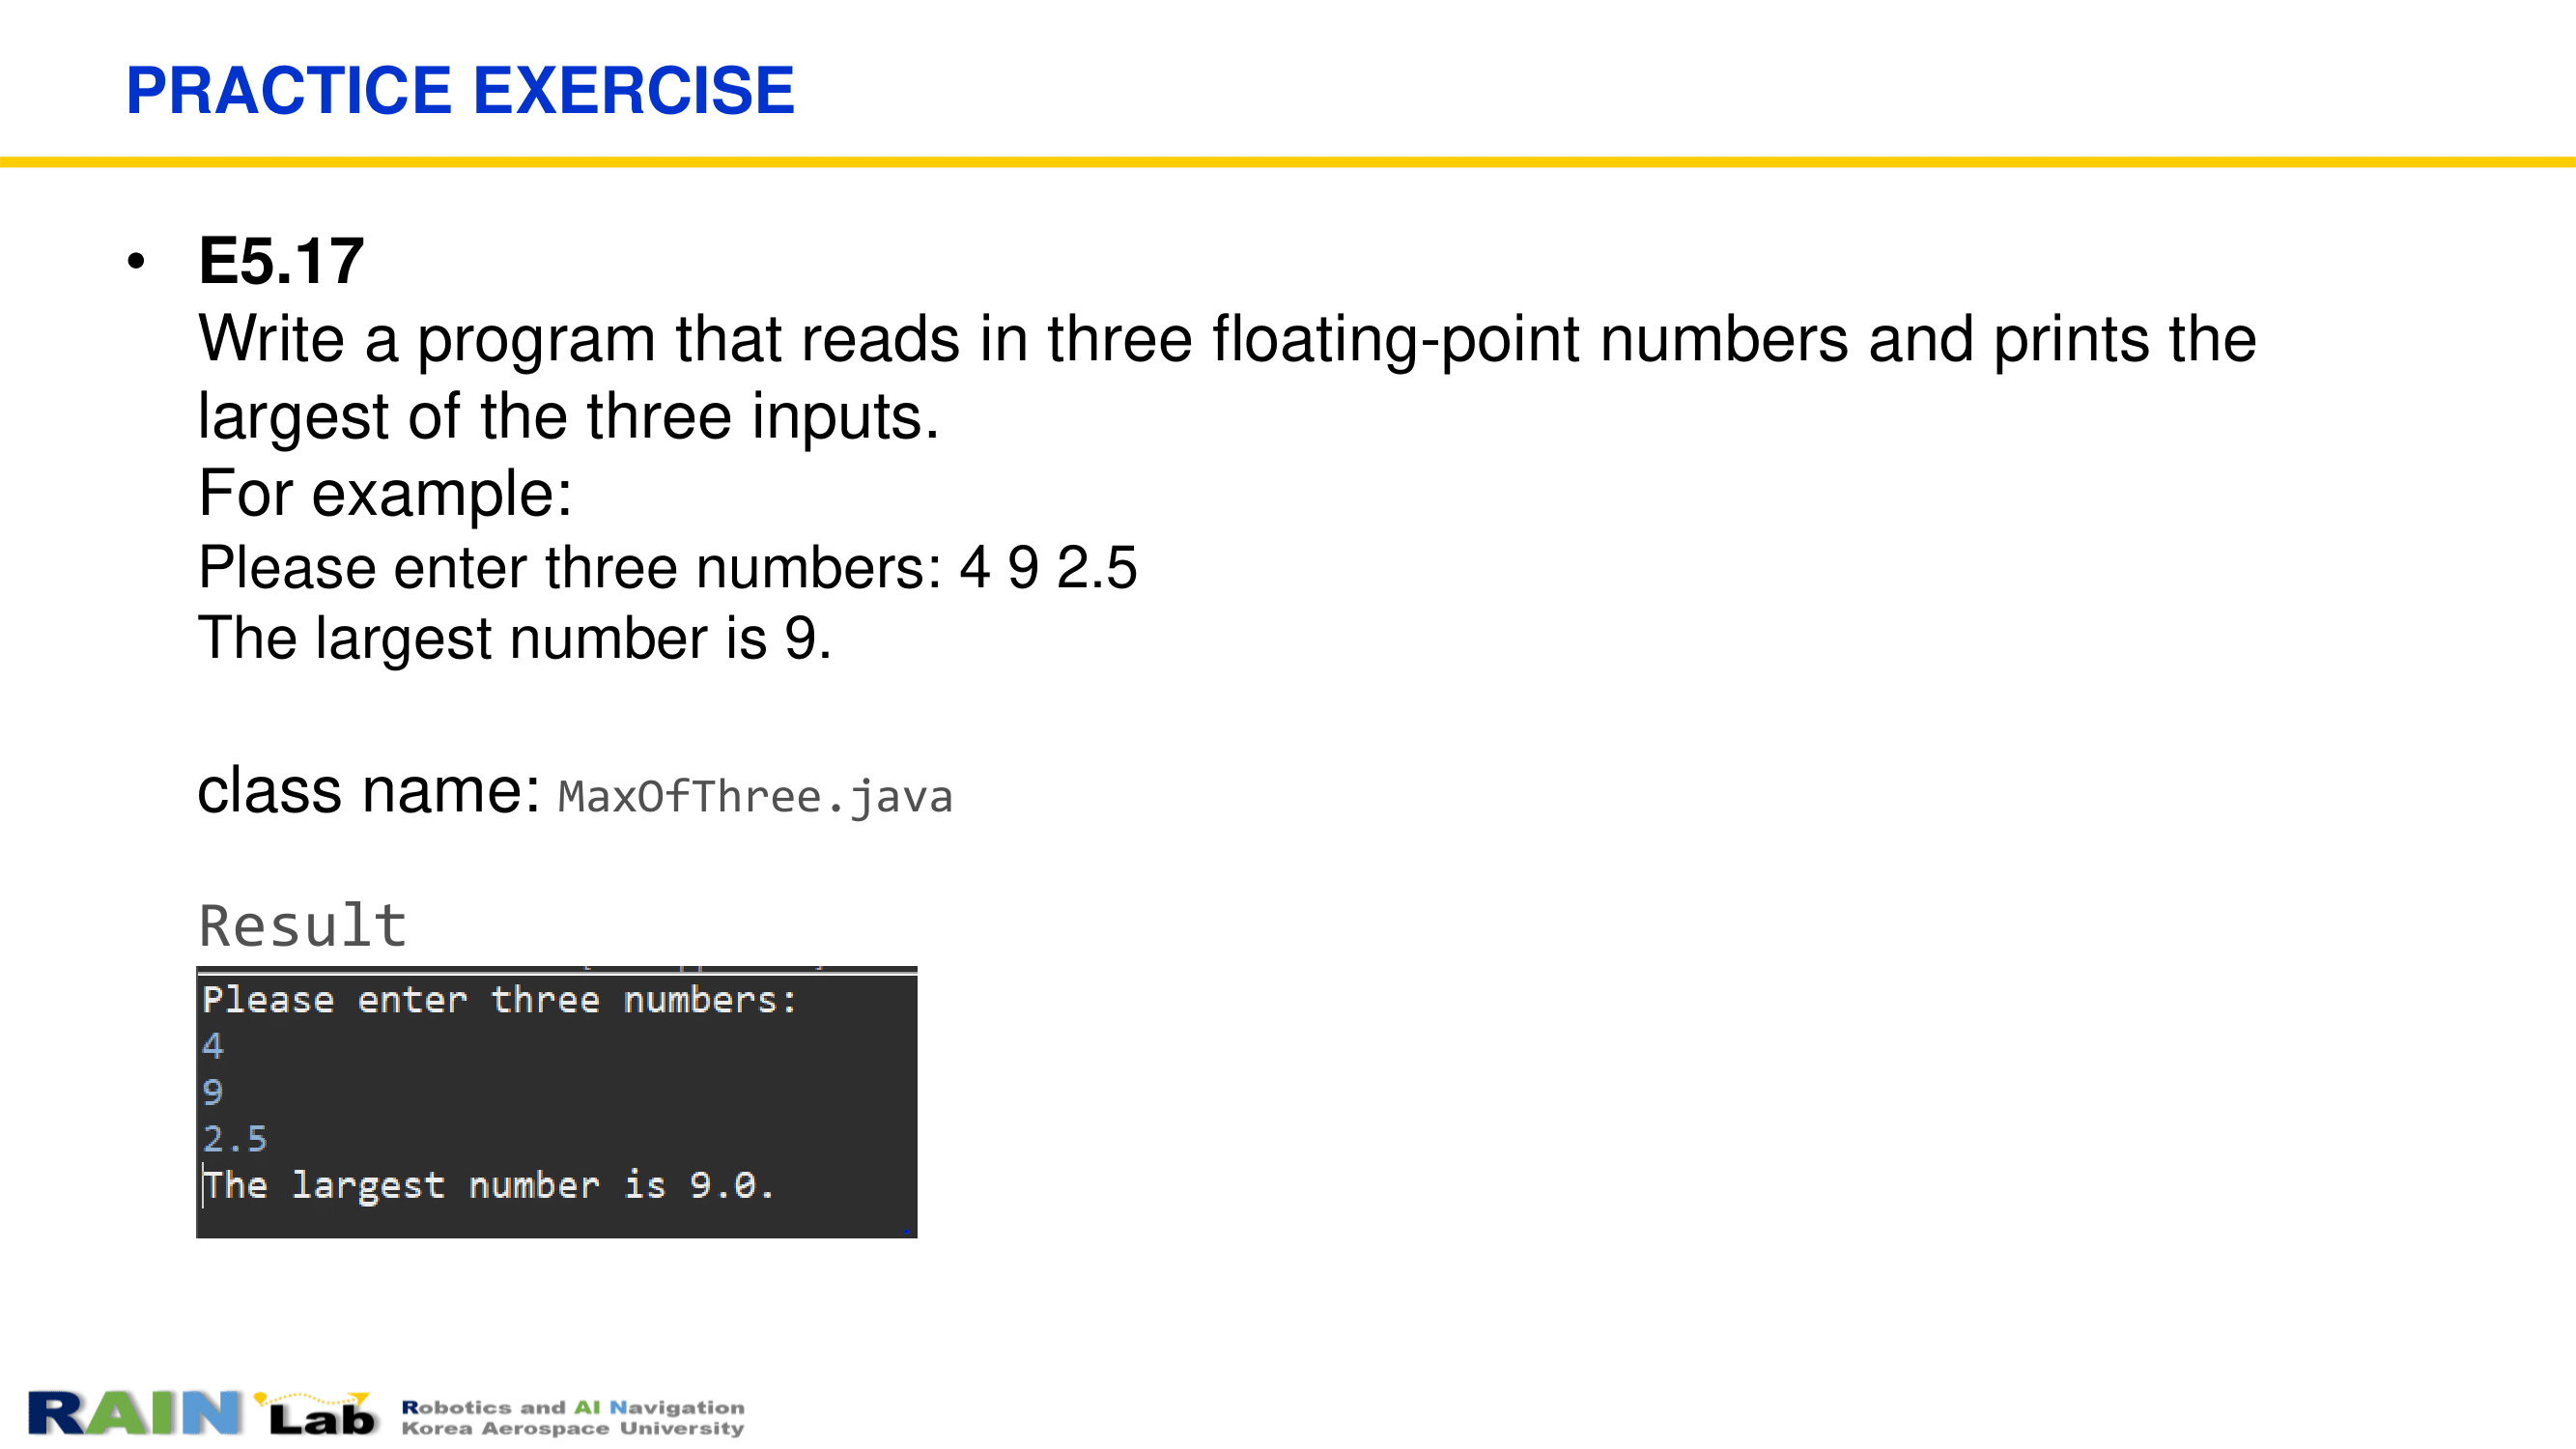 PRACTICE EXERCISE
• E5.17
Write a program that reads in three floating-point numbers and prints the
largest of the three inputs.
For example:
Please enter three numbers: 4 9 2.5
The largest number is 9.
class name: MaxOfThree.java
Result
Please enter three numbers:
4
9
2.5
The largest number is 9.0.
RAIN Lab
Robotics and AI Navigation
Korea Aerospace University